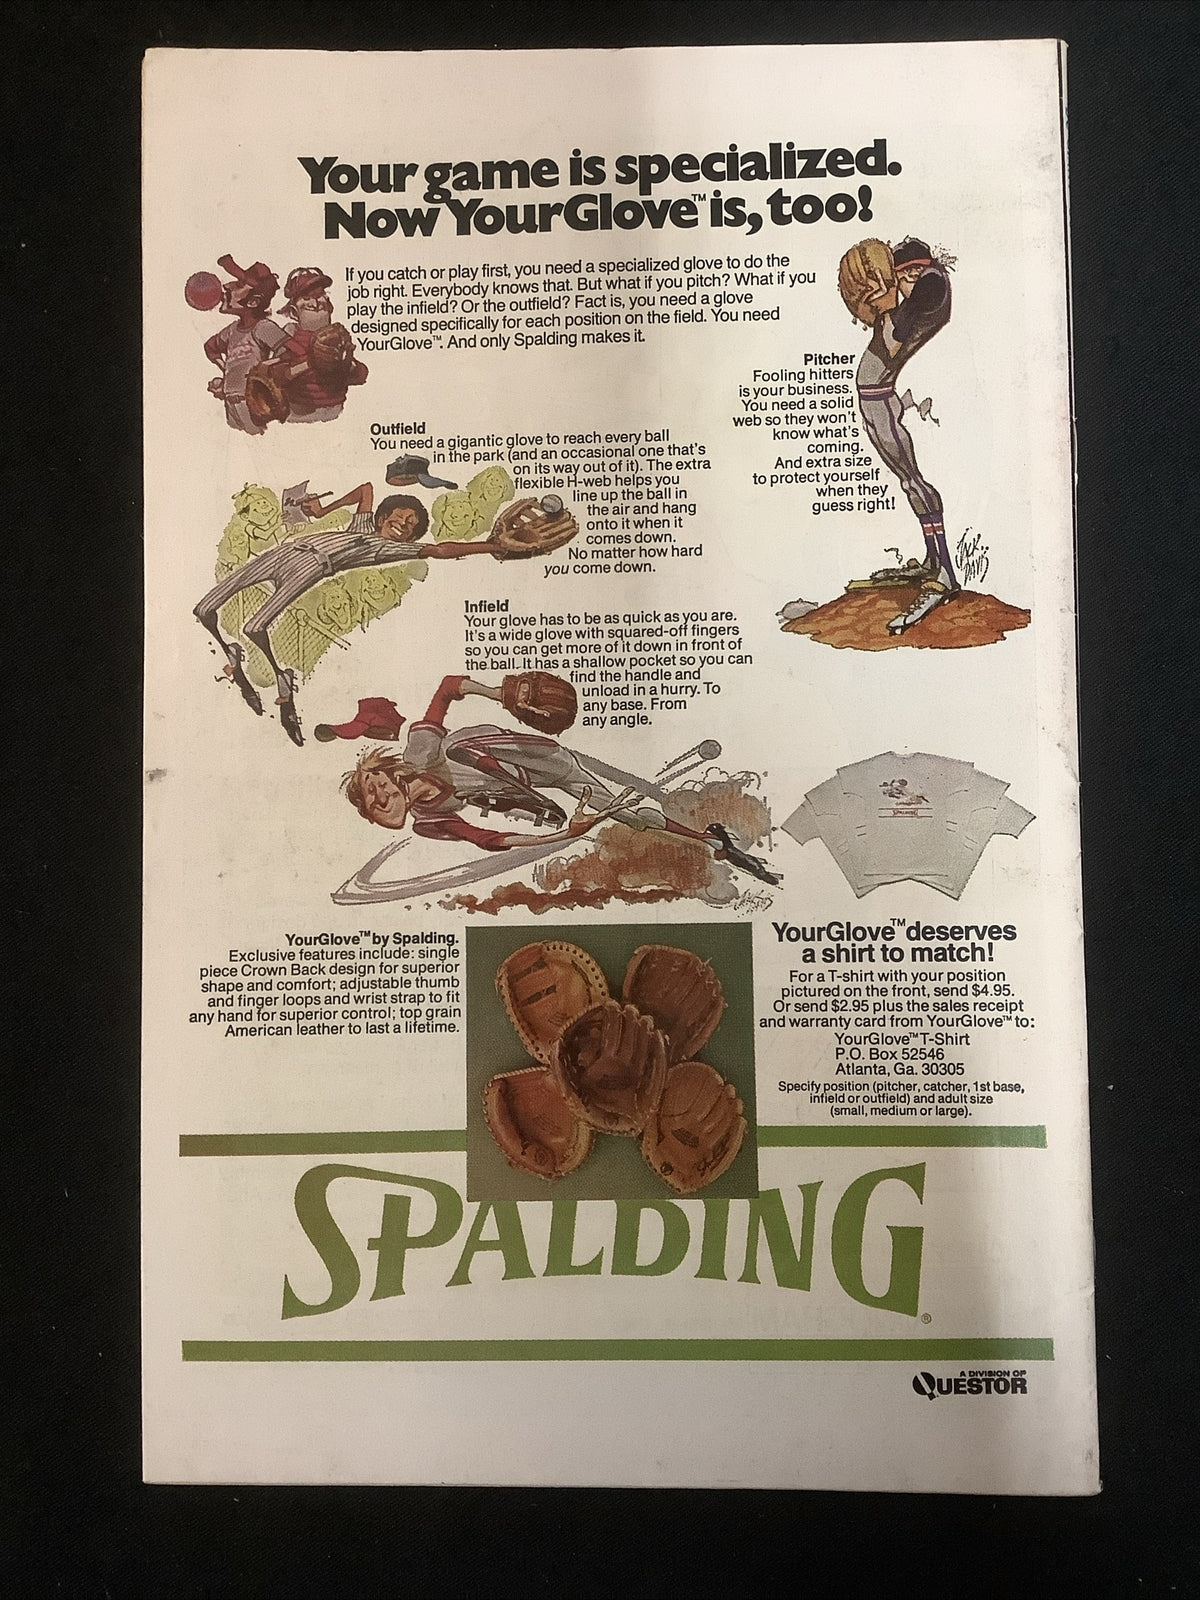 Your game is specialized.
Now YourGlove™ is, too!
If you catch or play first, you need a specialized glove to do the
job right. Everybody knows that. But what if you pitch? What if you
play the infield? Or the outfield? Fact is, you need a glove
designed specifically for each position on the field. You need
YourGlove™. And only Spalding makes it.
Pitcher
Fooling hitters
is your business.
You need a solid
web so they won't
know what's
coming.
And extra size
to protect yourself
when they
guess right!
JACK
DAVIS
Outfield
You need a gigantic glove to reach every ball
in the park (and an occasional one that's
on its way out of it). The extra
flexible H-web helps you
line up the ball in
the air and hang
onto it when it
comes down.
No matter how hard
you come down.
Infield
Your glove has to be as quick as you are.
It's a wide glove with squared-off fingers
so you can get more of it down in front of
the ball. It has a shallow pocket so you can
find the handle and
unload in a hurry. To
any base. From
any angle.
YourGlove™ by Spalding.
Exclusive features include: single
piece Crown Back design for superior
shape and comfort; adjustable thumb
and finger loops and wrist strap to fit
any hand for superior control; top grain
American leather to last a lifetime.
YourGlove™ deserves
a shirt to match!
For a T-shirt with your position
pictured on the front, send $4.95.
Or send $2.95 plus the sales receipt
and warranty card from YourGlove™ to:
YourGlove™ T-Shirt
P.O. Box 52546
Atlanta, Ga. 30305
Specify position (pitcher, catcher, 1st base,
infield or outfield) and adult size
(small, medium or large).
SPALDING®
A DIVISION OF
QUESTOR